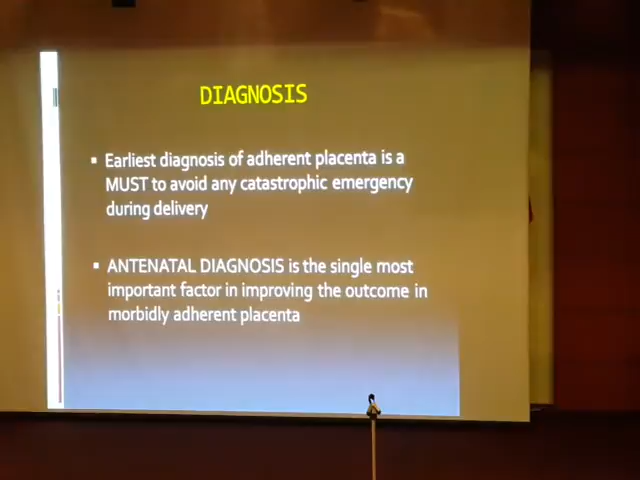 DIAGNOSIS
▪ Earliest diagnosis of adherent placenta is a
MUST to avoid any catastrophic emergency
during delivery
▪ ANTENATAL DIAGNOSIS is the single most
important factor in improving the outcome in
morbidly adherent placenta